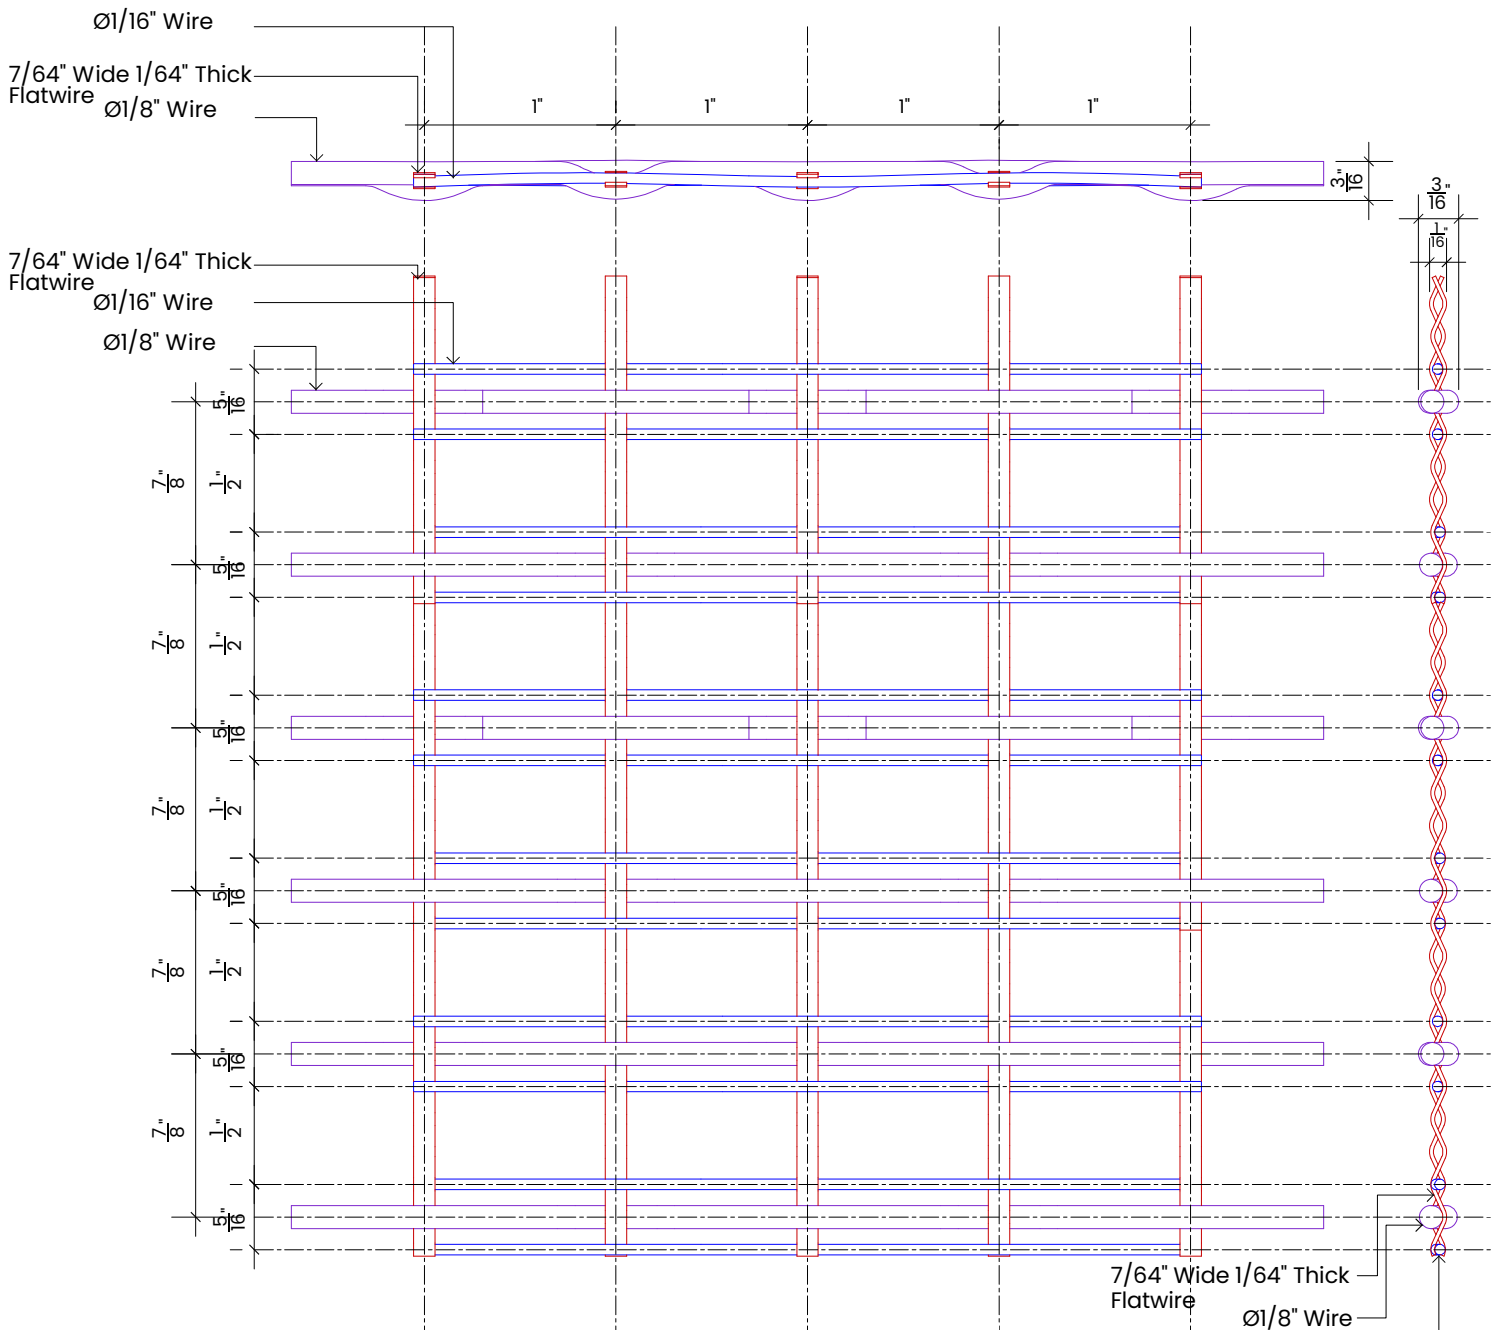 Ø1/16" Wire
7/64" Wide 1/64" Thick
Flatwire
Ø1/8" Wire
1" 1" 1" 1"
3/16"
3/16"
1/16"
7/64" Wide 1/64" Thick
Flatwire
Ø1/16" Wire
Ø1/8" Wire
5/16"
7/8" 1/2"
5/16"
7/8" 1/2"
5/16"
7/8" 1/2"
5/16"
7/8" 1/2"
5/16"
7/8" 1/2"
5/16"
7/64" Wide 1/64" Thick
Flatwire
Ø1/8" Wire